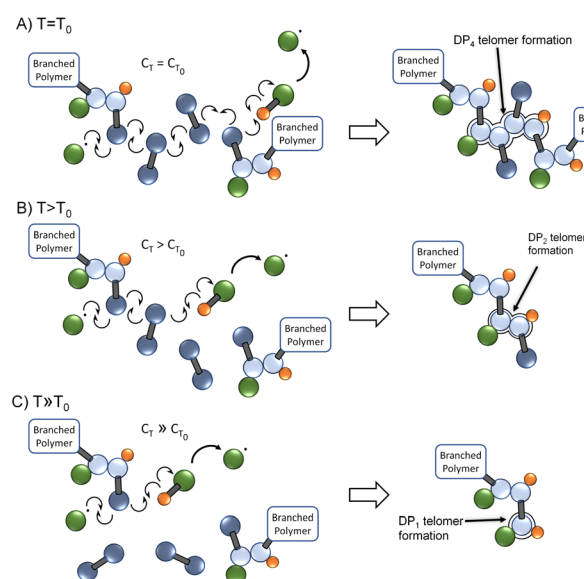 A) T=T0
Branched
Polymer
CT = CT0
Branched
Polymer
DP4 telomer
formation
Branched
Polymer
B) T>T0
Branched
Polymer
CT > CT0
Branched
Polymer
DP2 telomer
formation
Branched
Polymer
C) T»T0
Branched
Polymer
CT » CT0
Branched
Polymer
Branched
Polymer
DP1 telomer
formation